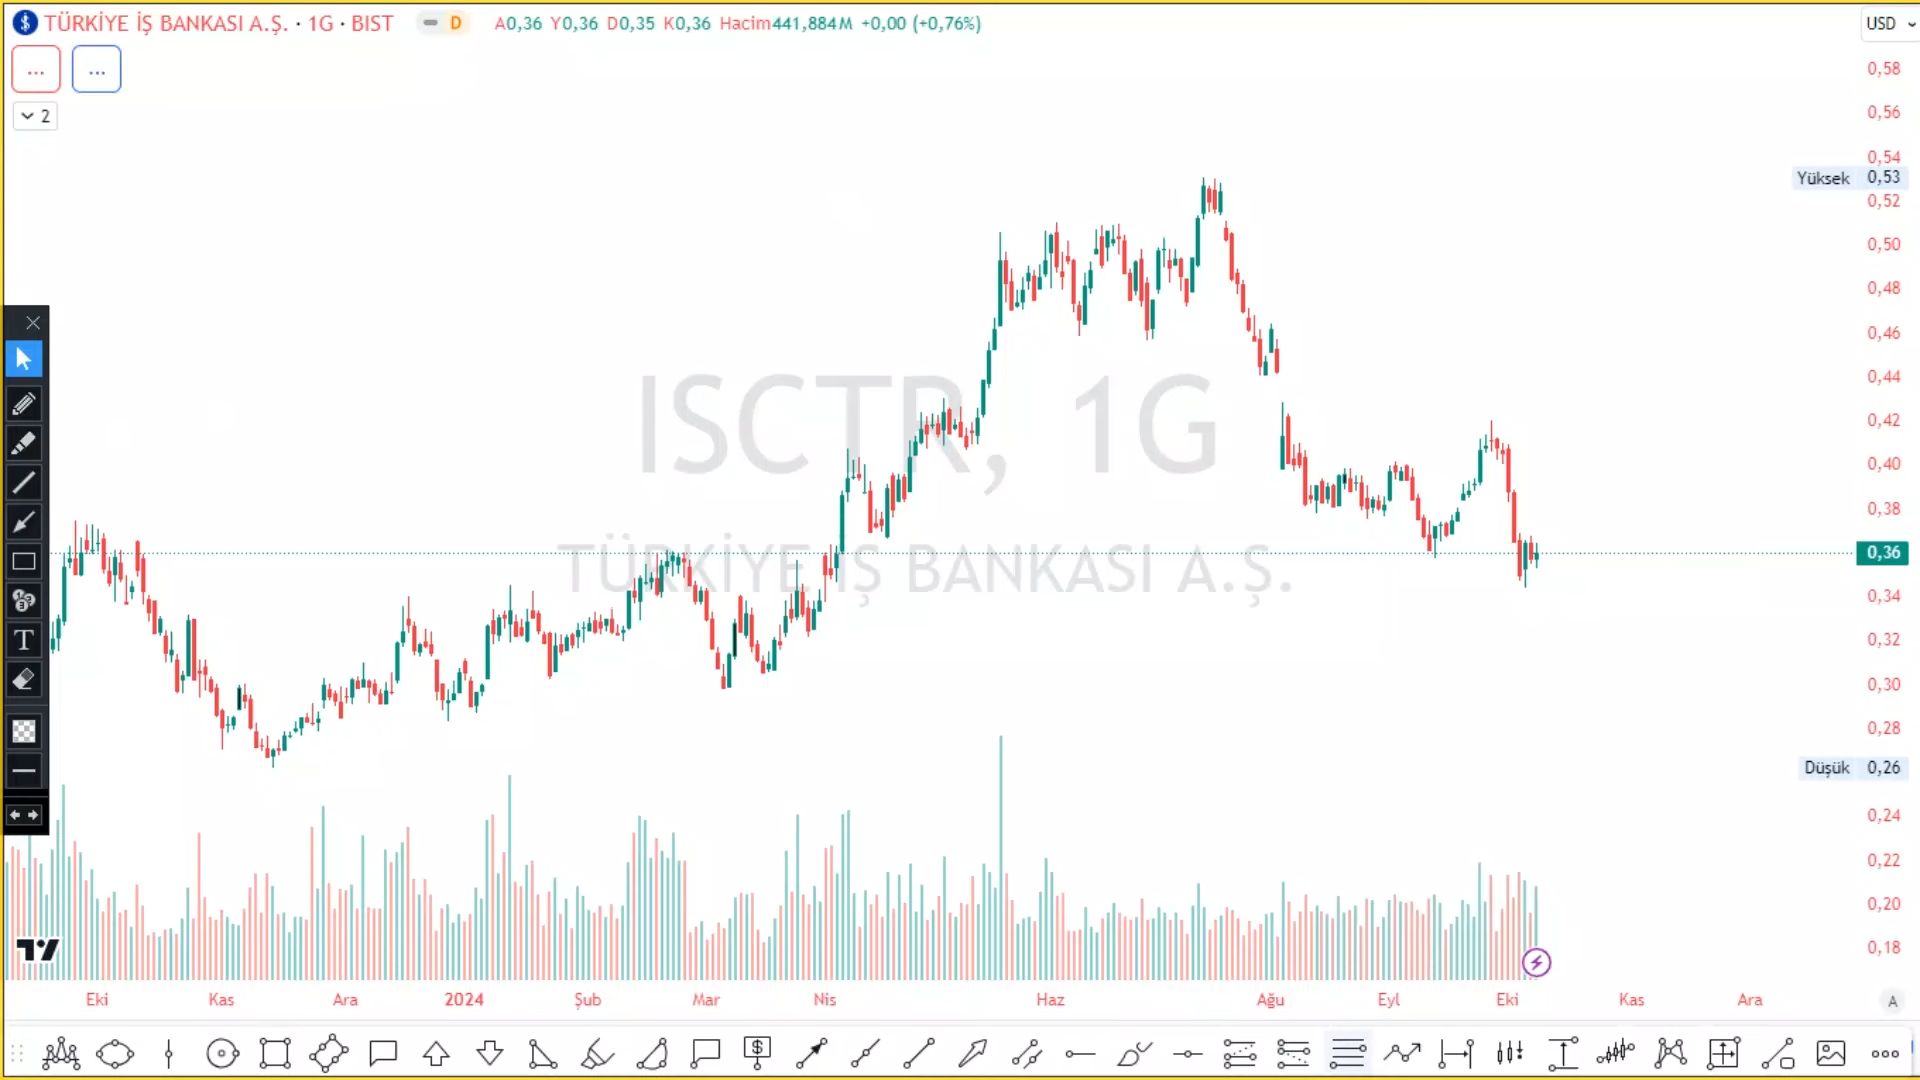 TÜRKİYE İŞ BANKASI A.Ş. · 1G · BIST D A0,36 Y0,36 D0,35 K0,36 Hacim441,884M +0,00 (+0,76%)
USD
... ...
2
0,58
0,56
0,54
Yüksek 0,53
0,52
0,50
0,48
0,46
0,44
0,42
0,40
0,38
0,36
0,34
0,32
0,30
0,28
Düşük 0,26
0,24
0,22
0,20
0,18
ISCTR, 1G
TÜRKİYE İŞ BANKASI A.Ş.
T
Eki Kas Ara 2024 Şub Mar Nis Haz Ağu Eyl Eki Kas Ara A